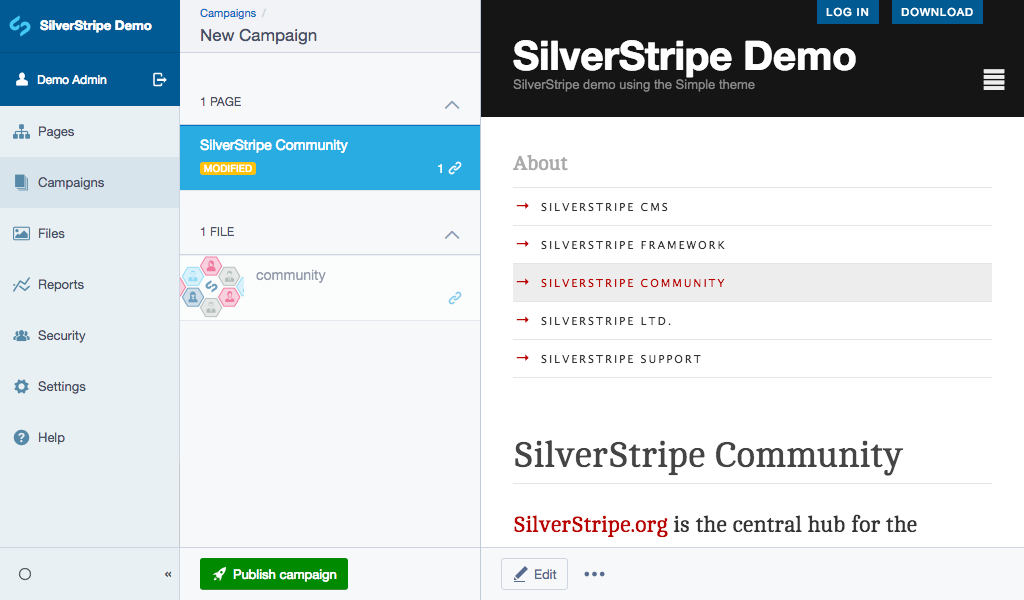 SilverStripe Demo
Demo Admin
Pages
Campaigns
Files
Reports
Security
Settings
Help
«
Campaigns /
New Campaign
1 PAGE
SilverStripe Community
MODIFIED
1
1 FILE
community
Publish campaign
LOG IN
DOWNLOAD
SilverStripe Demo
SilverStripe demo using the Simple theme
About
→ SILVERSTRIPE CMS
→ SILVERSTRIPE FRAMEWORK
→ SILVERSTRIPE COMMUNITY
→ SILVERSTRIPE LTD.
→ SILVERSTRIPE SUPPORT
SilverStripe Community
SilverStripe.org is the central hub for the
Edit
•••